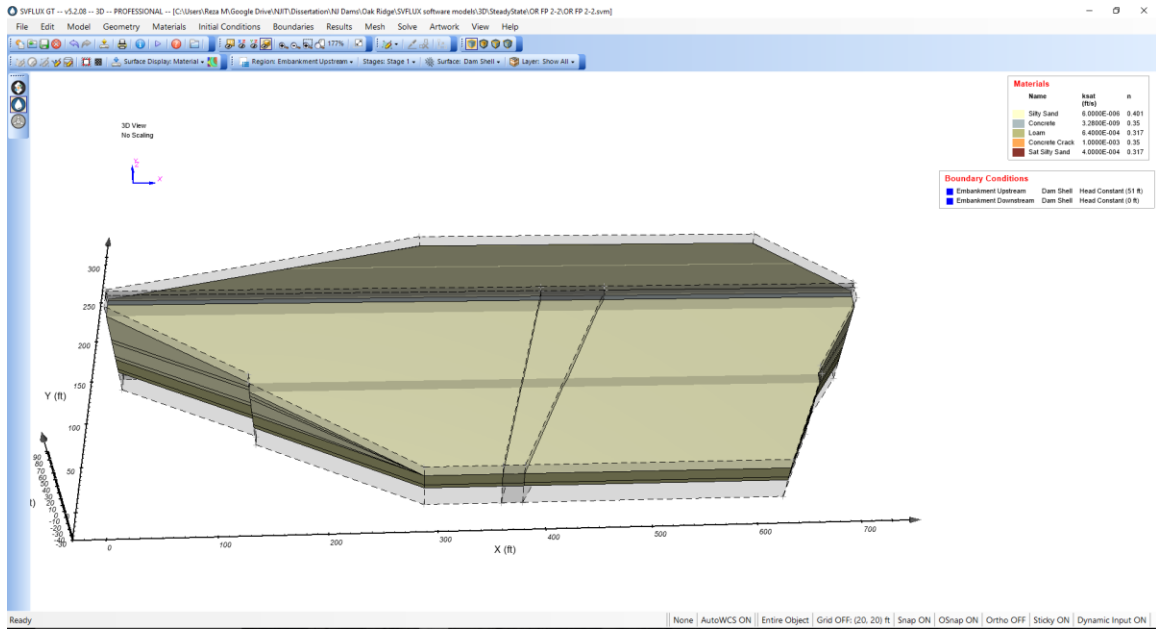 SVFLUX GT -- v5.2.08 -- 3D -- PROFESSIONAL -- [C:\Users\Reza M\Google Drive\NJIT\Dissertation\NJ Dams\Oak Ridge\SVFLUX software models\3D\SteadyState\OR FP 2-2\OR FP 2-2.svm]
File Edit Model Geometry Materials Initial Conditions Boundaries Results Mesh Solve Artwork View Help
177%
Surface Display: Material Region: Embankment Upstream Stages: Stage 1 Surface: Dam Shell Layer: Show All
Materials
Name ksat (ft/s) n
Silty Sand 6.0000E-006 0.401
Concrete 3.2800E-009 0.35
Loam 6.4000E-004 0.317
Concrete Crack 1.0000E-003 0.35
Sat Silty Sand 4.0000E-004 0.317
3D View
No Scaling
Y
X
Boundary Conditions
Embankment Upstream Dam Shell Head Constant (51 ft)
Embankment Downstream Dam Shell Head Constant (0 ft)
300
250
200
150
Y (ft)
100
50
90
80
70
60
50
40
30
20
10
0
-10
-20
-30
-40
-50
0 100 200 300 400 500 600 700
X (ft)
Ready None AutoWCS ON Entire Object Grid OFF: (20, 20) ft Snap ON OSnap ON Ortho OFF Sticky ON Dynamic Input ON